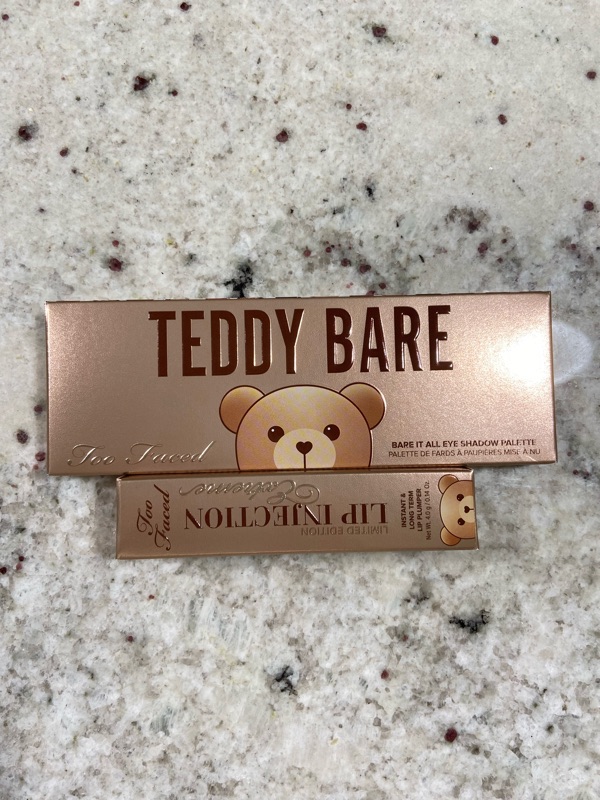 TEDDY BARE
Too Faced
BARE IT ALL EYE SHADOW PALETTE
PALETTE DE FARDS À PAUPIÈRES MISE À NU
Too
Faced
LIMITED EDITION
LIP INJECTION
Extreme
INSTANT &
LONG TERM
LIP PLUMPER
Net Wt. 4.0 g / 0.14 Oz.